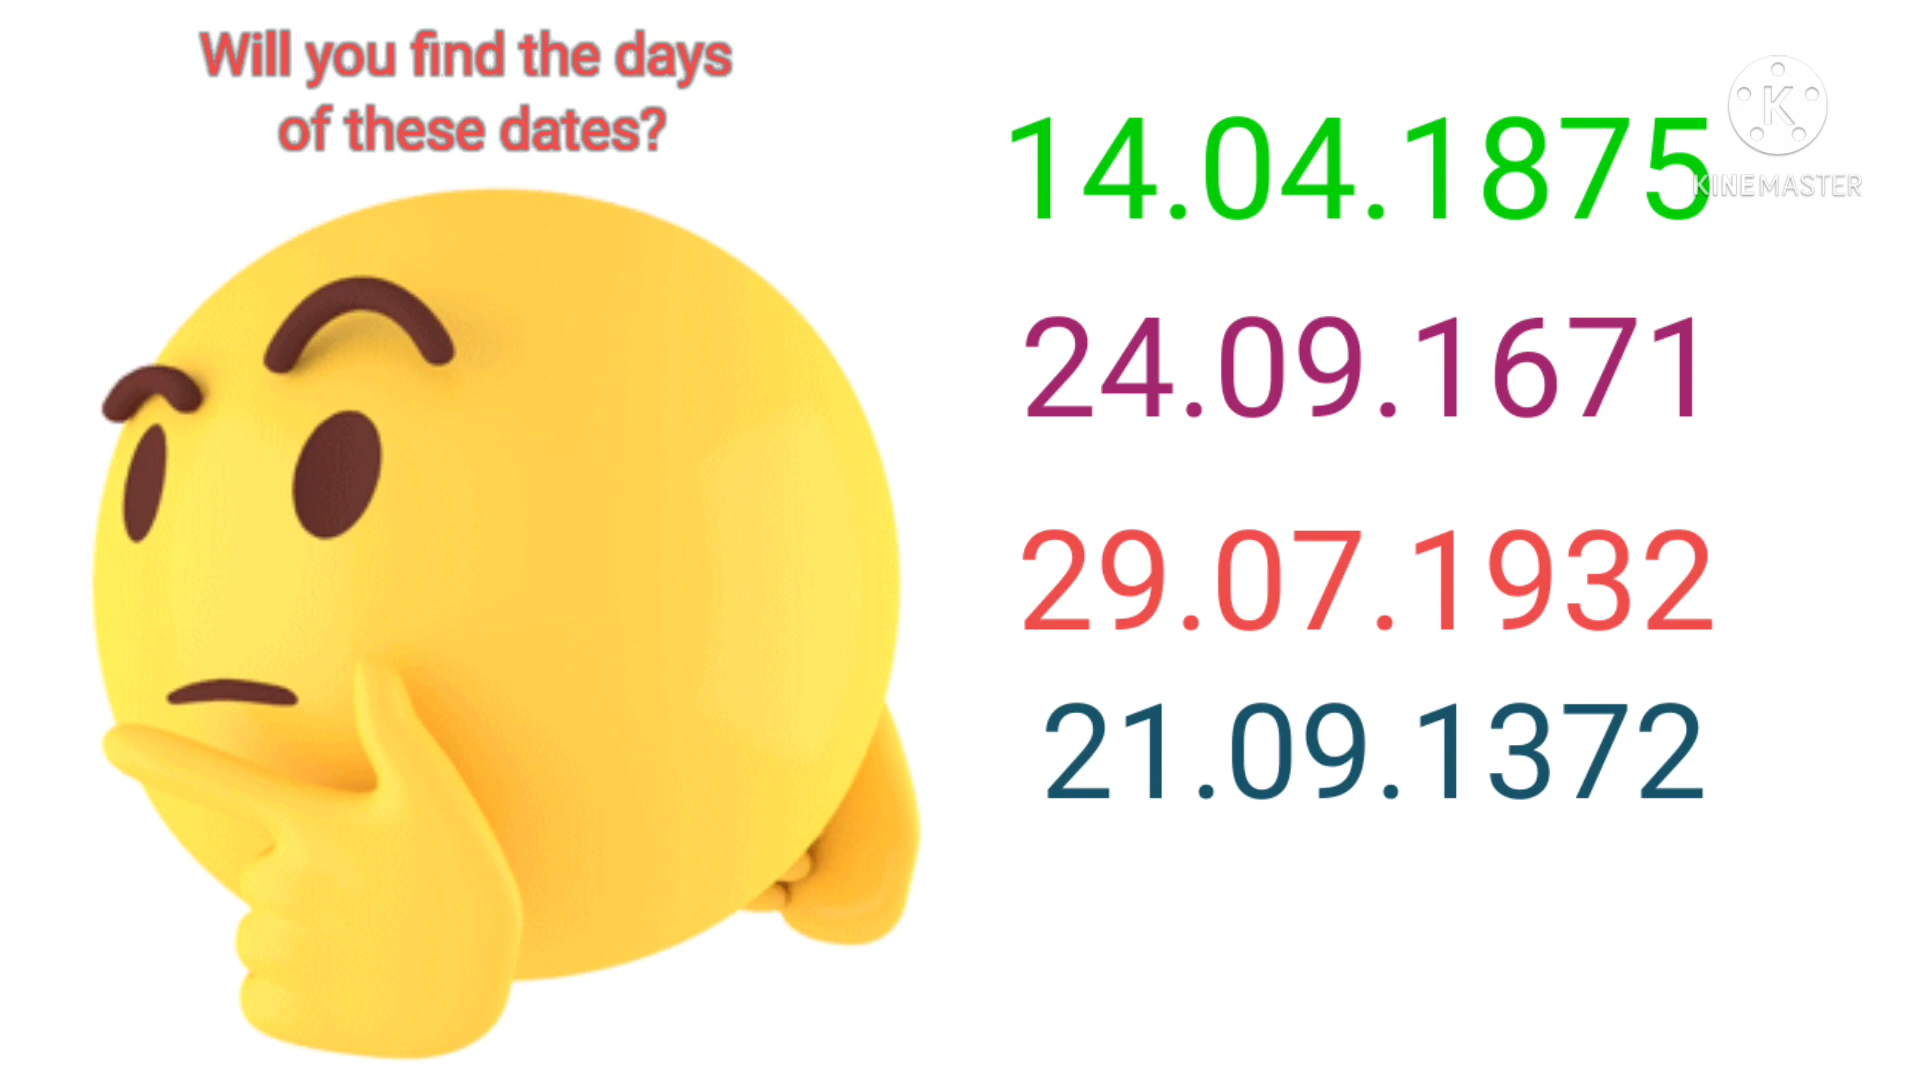 Will you find the days
of these dates?
14.04.1875
K
KINEMASTER
24.09.1671
29.07.1932
21.09.1372